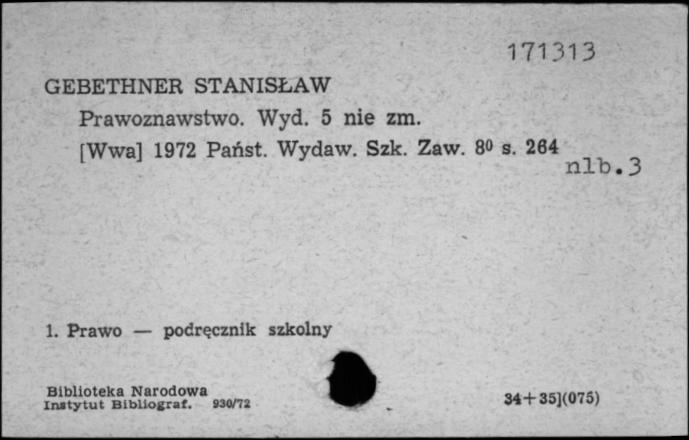 171313
GEBETHNER STANISŁAW
Prawoznawstwo. Wyd. 5 nie zm.
[Wwa] 1972 Państ. Wydaw. Szk. Zaw. 8⁰ s. 264
nlb.3
1. Prawo — podręcznik szkolny
Biblioteka Narodowa
Instytut Bibliograf. 930/72
34+35](075)